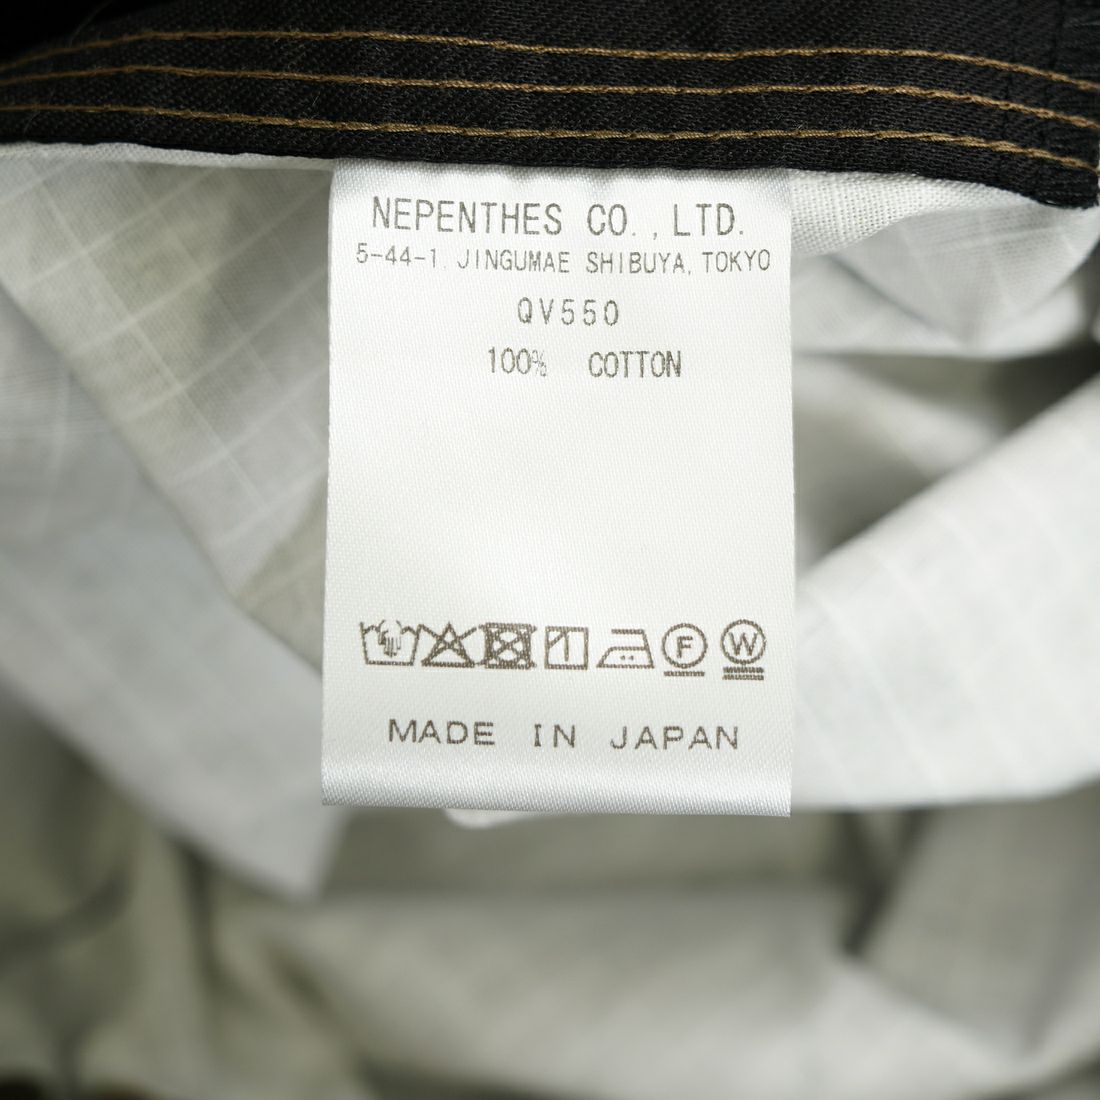 NEPENTHES CO.,LTD.
5-44-1 JINGUMAE SHIBUYA, TOKYO
QV550
100% COTTON
F W
MADE IN JAPAN